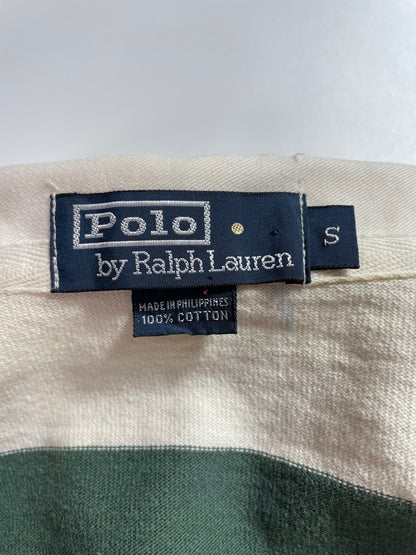 Polo
by Ralph Lauren
S
MADE IN PHILIPPINES
100% COTTON